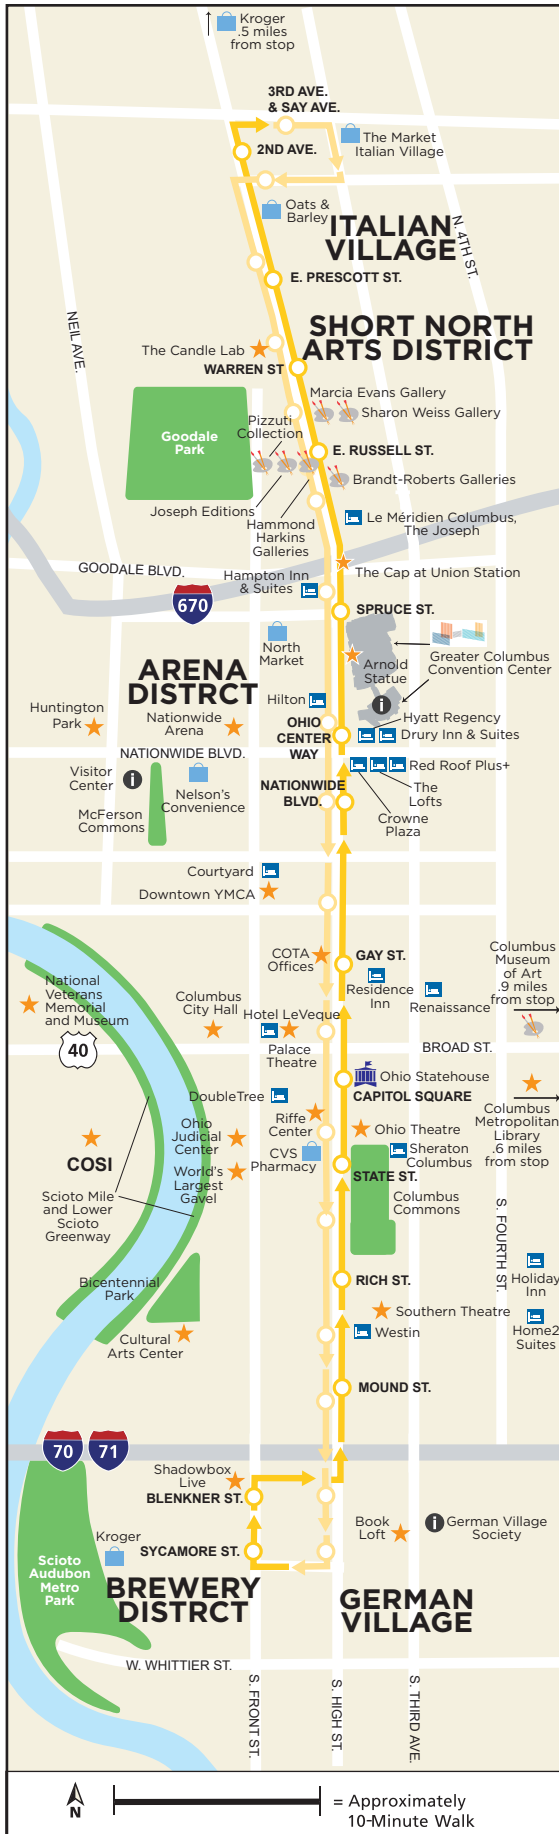 Kroger
.5 miles
from stop
3RD AVE.
& SAY AVE.
2ND AVE.
The Market
Italian Village
Oats &
Barley
ITALIAN
VILLAGE
N. 4TH ST.
E. PRESCOTT ST.
NEIL AVE.
SHORT NORTH
ARTS DISTRICT
The Candle Lab
WARREN ST
Marcia Evans Gallery
Sharon Weiss Gallery
Goodale
Park
Pizzuti
Collection
E. RUSSELL ST.
Brandt-Roberts Galleries
Joseph Editions
Hammond
Harkins
Galleries
Le Méridien Columbus,
The Joseph
GOODALE BLVD.
The Cap at Union Station
Hampton Inn
& Suites
670
SPRUCE ST.
North
Market
Arnold
Statue
Greater Columbus
Convention Center
ARENA
DISTRCT
Hilton
Huntington
Park
Nationwide
Arena
OHIO
CENTER
WAY
Hyatt Regency
Drury Inn & Suites
NATIONWIDE BLVD.
Visitor
Center
Nelson's
Convenience
NATIONWIDE
BLVD.
Red Roof Plus+
The
Lofts
Crowne
Plaza
McFerson
Commons
Courtyard
Downtown YMCA
COTA
Offices
GAY ST.
Columbus
Museum
of Art
.9 miles
from stop
National
Veterans
Memorial
and Museum
Residence
Inn
Renaissance
Columbus
City Hall
Hotel LeVeque
Palace
Theatre
40
BROAD ST.
Ohio Statehouse
CAPITOL SQUARE
DoubleTree
Riffe
Center
Ohio Theatre
Columbus
Metropolitan
Library
.6 miles
from stop
COSI
Ohio
Judicial
Center
CVS
Pharmacy
Sheraton
Columbus
STATE ST.
World's
Largest
Gavel
Scioto Mile
and Lower
Scioto
Greenway
Columbus
Commons
S. FOURTH ST.
Bicentennial
Park
RICH ST.
Holiday
Inn
Southern Theatre
Westin
Home2
Suites
Cultural
Arts Center
MOUND ST.
70
71
Shadowbox
Live
BLENKNER ST.
Book
Loft
German Village
Society
Kroger
SYCAMORE ST.
Scioto
Audubon
Metro
Park
BREWERY
DISTRCT
GERMAN
VILLAGE
W. WHITTIER ST.
S. FRONT ST.
S. HIGH ST.
S. THIRD AVE.
N
= Approximately
10-Minute Walk